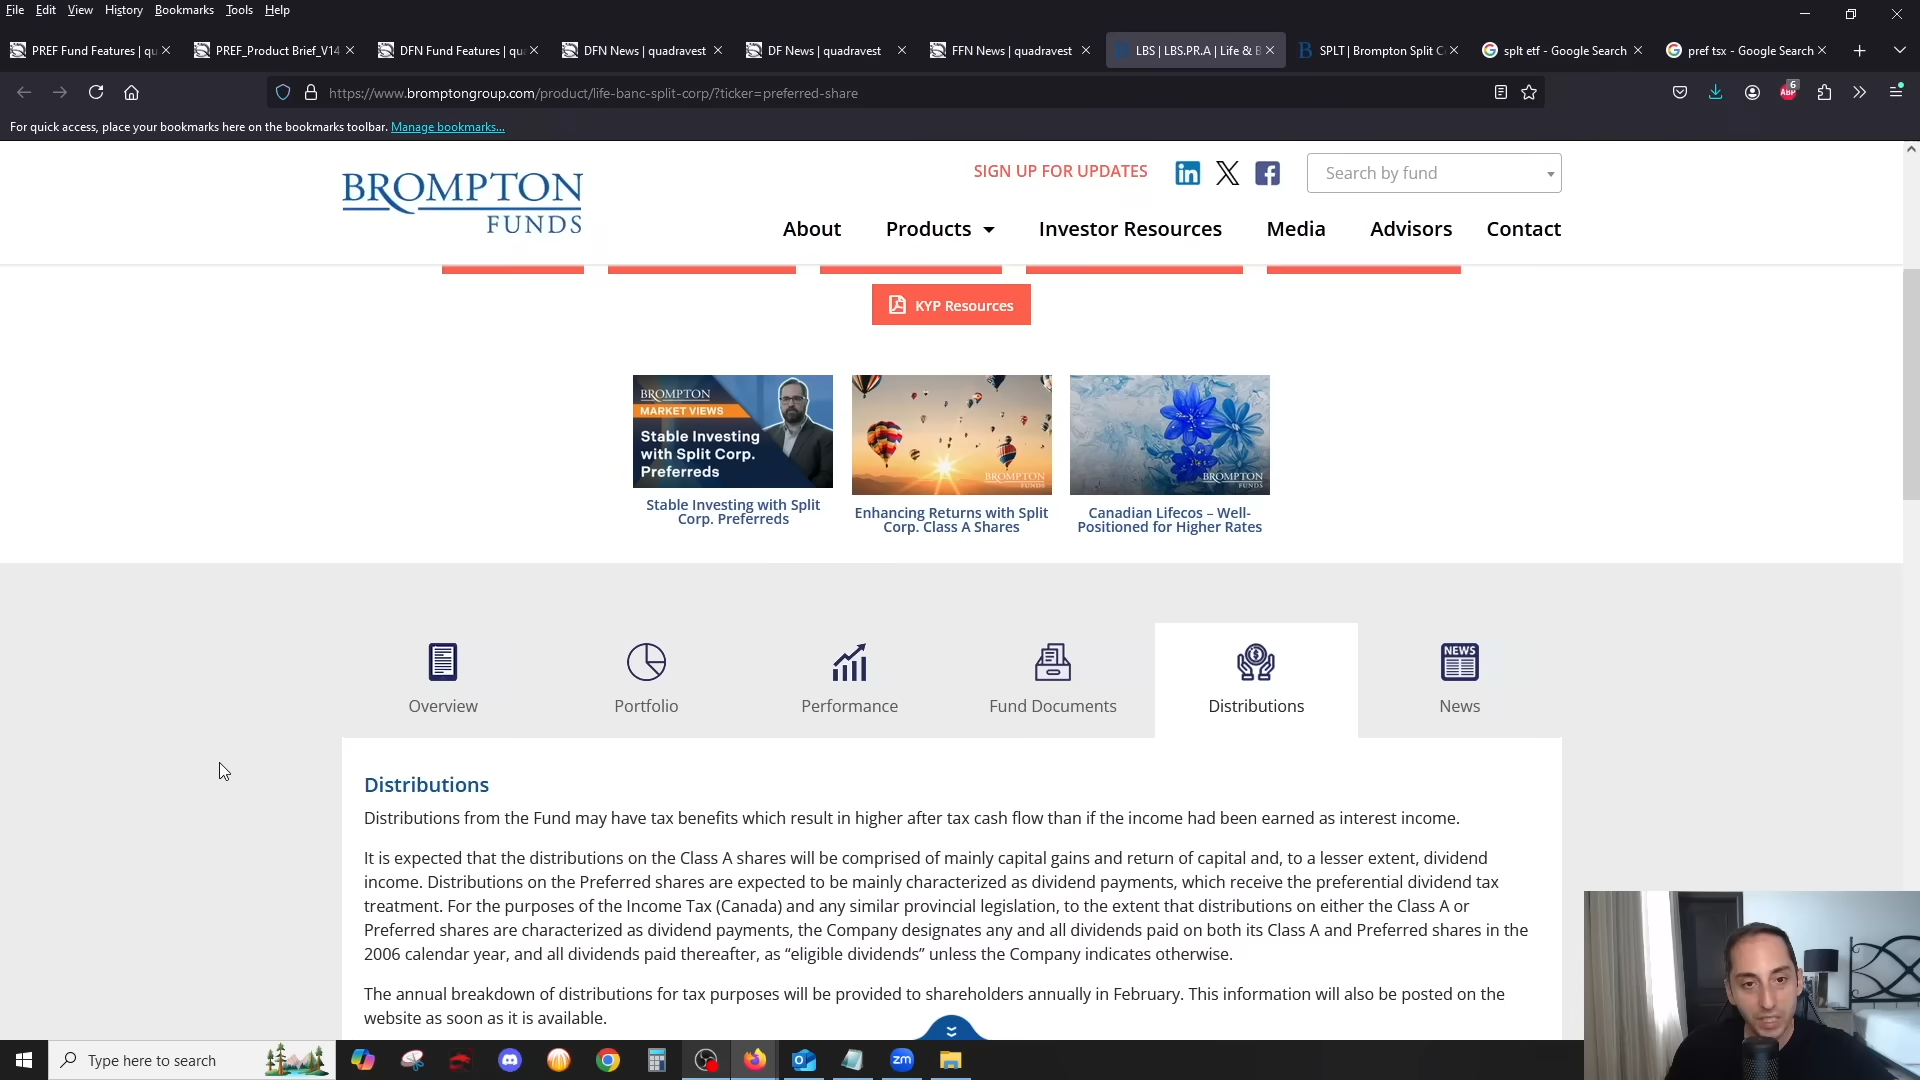 File Edit View History Bookmarks Tools Help
PREF Fund Features | qu
PREF_Product Brief_V14
DFN Fund Features | qua
DFN News | quadravest
DF News | quadravest
FFN News | quadravest
LBS | LBS.PR.A | Life & B
SPLT | Brompton Split C
splt etf - Google Search
pref tsx - Google Search
https://www.bromptongroup.com/product/life-banc-split-corp/?ticker=preferred-share
ABP
6
For quick access, place your bookmarks here on the bookmarks toolbar. Manage bookmarks...
BROMPTON
FUNDS
SIGN UP FOR UPDATES
Search by fund
About Products Investor Resources Media Advisors Contact
KYP Resources
BROMPTON
MARKET VIEWS
Stable Investing
with Split Corp.
Preferreds
BROMPTON
FUNDS
BROMPTON
FUNDS
Stable Investing with Split
Corp. Preferreds
Enhancing Returns with Split
Corp. Class A Shares
Canadian Lifecos – Well-
Positioned for Higher Rates
NEWS
Overview Portfolio Performance Fund Documents Distributions News
Distributions
Distributions from the Fund may have tax benefits which result in higher after tax cash flow than if the income had been earned as interest income.
It is expected that the distributions on the Class A shares will be comprised of mainly capital gains and return of capital and, to a lesser extent, dividend
income. Distributions on the Preferred shares are expected to be mainly characterized as dividend payments, which receive the preferential dividend tax
treatment. For the purposes of the Income Tax (Canada) and any similar provincial legislation, to the extent that distributions on either the Class A or
Preferred shares are characterized as dividend payments, the Company designates any and all dividends paid on both its Class A and Preferred shares in the
2006 calendar year, and all dividends paid thereafter, as “eligible dividends” unless the Company indicates otherwise.
The annual breakdown of distributions for tax purposes will be provided to shareholders annually in February. This information will also be posted on the
website as soon as it is available.
Type here to search
zm